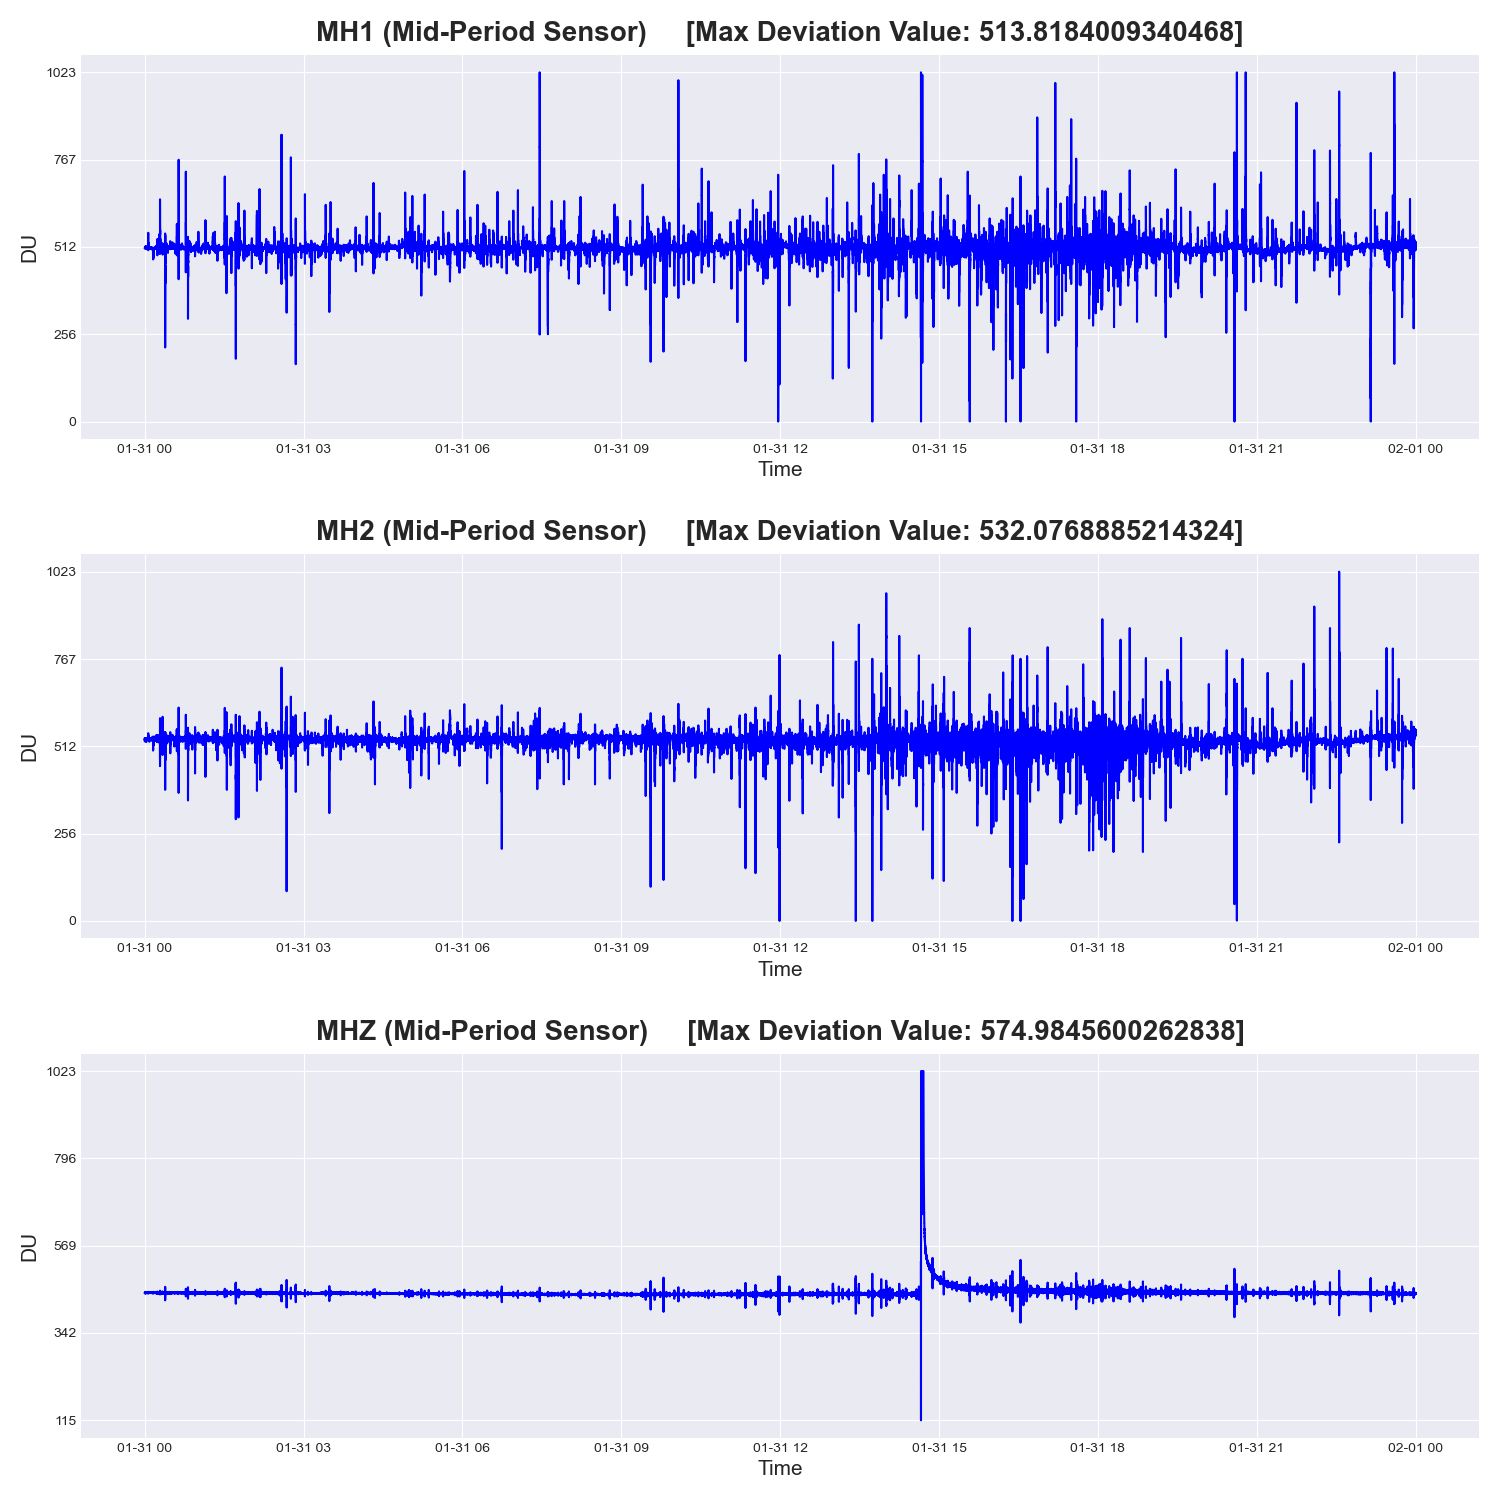 MH1 (Mid-Period Sensor) [Max Deviation Value: 513.8184009340468]
1023
767
512
256
0
DU
01-31 00 01-31 03 01-31 06 01-31 09 01-31 12 01-31 15 01-31 18 01-31 21 02-01 00
Time
MH2 (Mid-Period Sensor) [Max Deviation Value: 532.0768885214324]
1023
767
512
256
0
DU
01-31 00 01-31 03 01-31 06 01-31 09 01-31 12 01-31 15 01-31 18 01-31 21 02-01 00
Time
MHZ (Mid-Period Sensor) [Max Deviation Value: 574.9845600262838]
1023
796
569
342
115
DU
01-31 00 01-31 03 01-31 06 01-31 09 01-31 12 01-31 15 01-31 18 01-31 21 02-01 00
Time